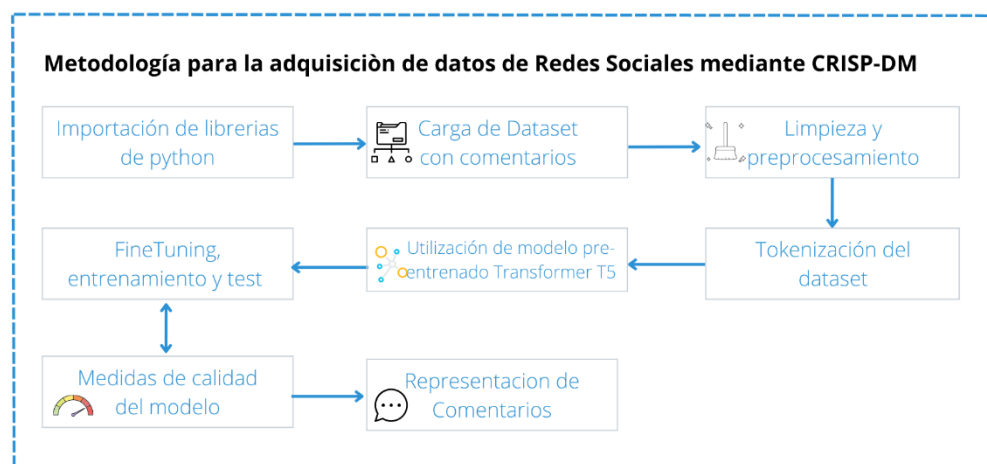 Metodología para la adquisiciòn de datos de Redes Sociales mediante CRISP-DM
Importación de librerias
de python
Carga de Dataset
con comentarios
Limpieza y
preprocesamiento
FineTuning,
entrenamiento y test
Utilización de modelo pre-
entrenado Transformer T5
Tokenización del
dataset
Medidas de calidad
del modelo
Representacion de
Comentarios